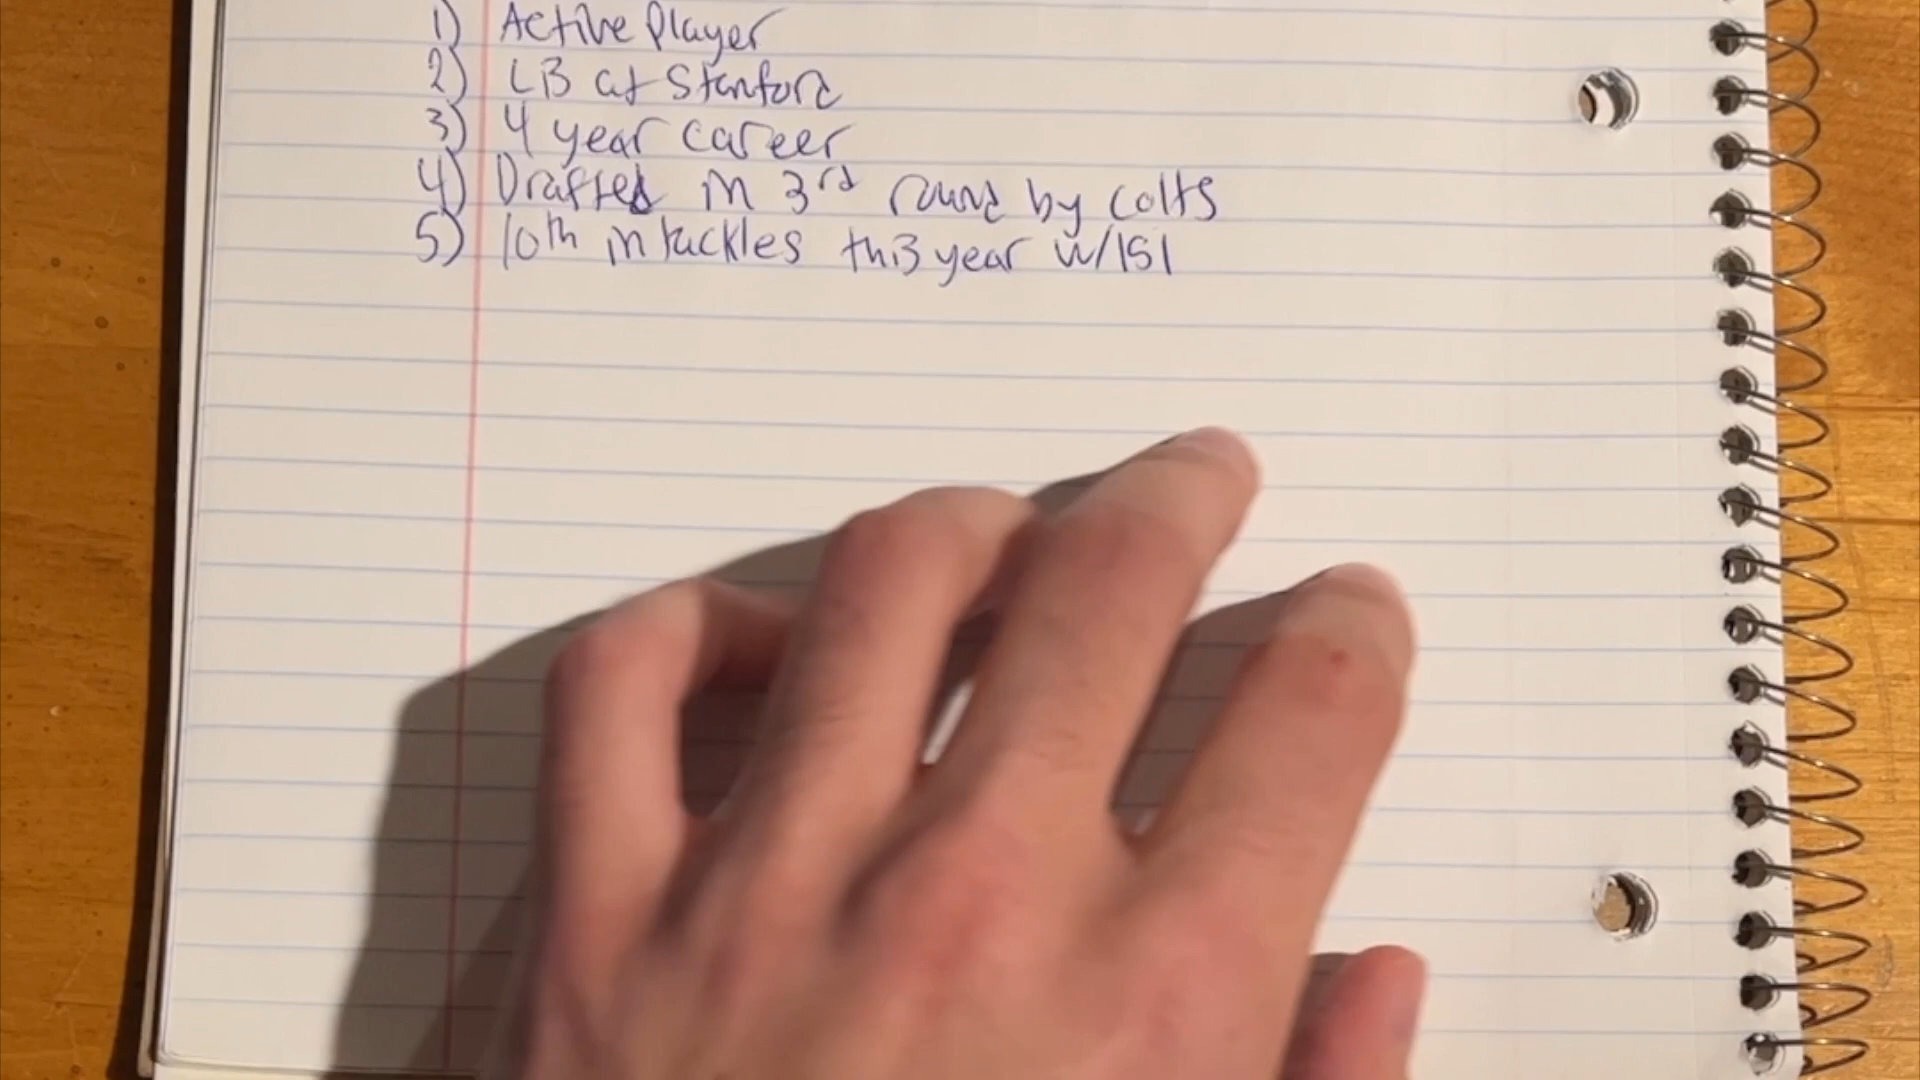 1) Active Player
2) LB at Stanford
3) 4 year career
4) Drafted in 3rd round by colts
5) 10th in tackles this year w/151